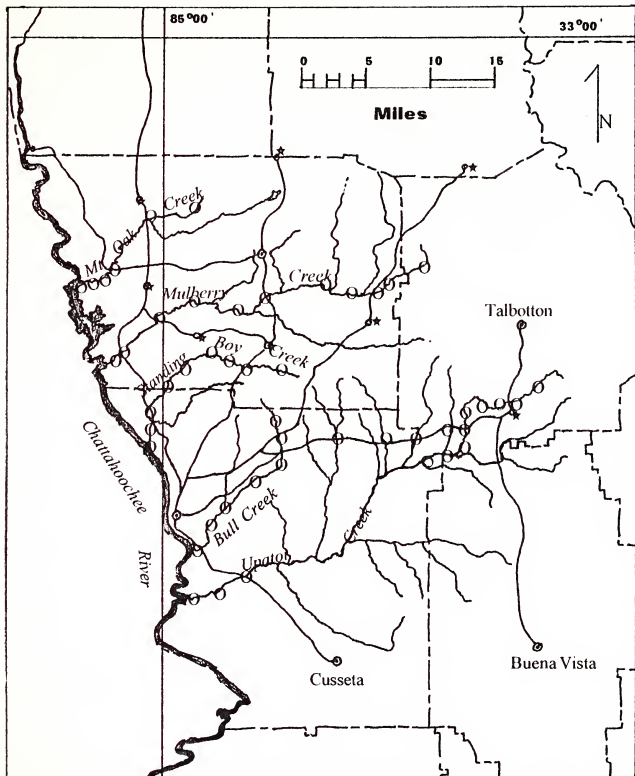 85°00'
33°00'
0 5 10 15
Miles
N
Mt. Oak Creek
Mulberry Creek
Talbotton
Standing Boy Creek
Chattahoochee River
Bull Creek
Upatoi Creek
Buena Vista
Cusseta